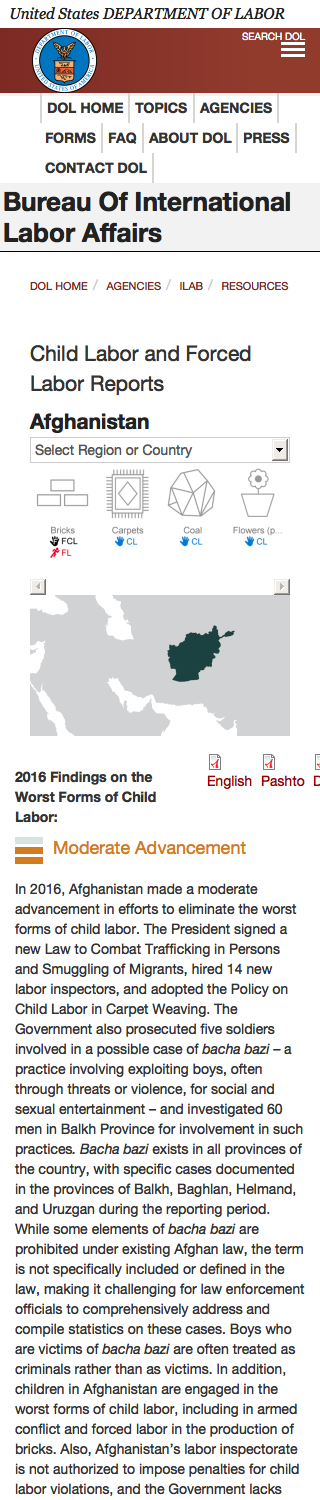 United States DEPARTMENT OF LABOR
SEARCH DOL
DOL HOME TOPICS AGENCIES
FORMS FAQ ABOUT DOL PRESS
CONTACT DOL
Bureau Of International
Labor Affairs
DOL HOME / AGENCIES / ILAB / RESOURCES
Child Labor and Forced
Labor Reports
Afghanistan
Select Region or Country
Bricks Carpets Coal Flowers (p...
FCL CL CL CL
FL
English Pashto D
2016 Findings on the
Worst Forms of Child
Labor:
Moderate Advancement
In 2016, Afghanistan made a moderate
advancement in efforts to eliminate the worst
forms of child labor. The President signed a
new Law to Combat Trafficking in Persons
and Smuggling of Migrants, hired 14 new
labor inspectors, and adopted the Policy on
Child Labor in Carpet Weaving. The
Government also prosecuted five soldiers
involved in a possible case of bacha bazi – a
practice involving exploiting boys, often
through threats or violence, for social and
sexual entertainment – and investigated 60
men in Balkh Province for involvement in such
practices. Bacha bazi exists in all provinces of
the country, with specific cases documented
in the provinces of Balkh, Baghlan, Helmand,
and Uruzgan during the reporting period.
While some elements of bacha bazi are
prohibited under existing Afghan law, the term
is not specifically included or defined in the
law, making it challenging for law enforcement
officials to comprehensively address and
compile statistics on these cases. Boys who
are victims of bacha bazi are often treated as
criminals rather than as victims. In addition,
children in Afghanistan are engaged in the
worst forms of child labor, including in armed
conflict and forced labor in the production of
bricks. Also, Afghanistan's labor inspectorate
is not authorized to impose penalties for child
labor violations, and the Government lacks